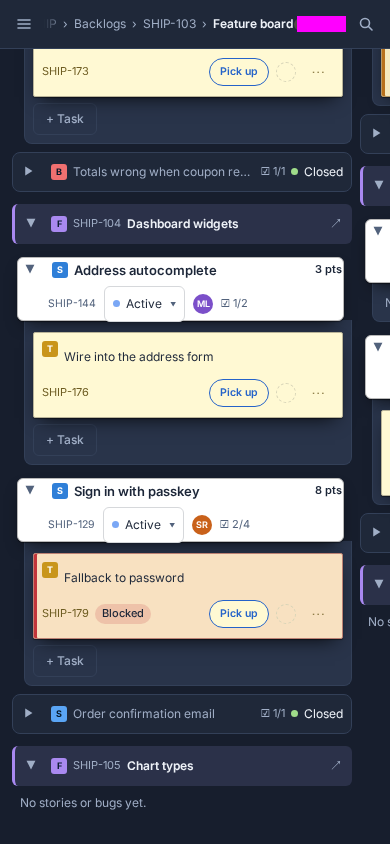 IP › Backlogs › SHIP-103 › Feature board
SHIP-173 Pick up ...
+ Task
B Totals wrong when coupon re... ☑ 1/1 Closed
F SHIP-104 Dashboard widgets
S Address autocomplete 3 pts
SHIP-144 Active ML ☑ 1/2
T Wire into the address form
SHIP-176 Pick up ...
+ Task
S Sign in with passkey 8 pts
SHIP-129 Active SR ☑ 2/4
T Fallback to password
SHIP-179 Blocked Pick up ...
+ Task
S Order confirmation email ☑ 1/1 Closed
F SHIP-105 Chart types
No stories or bugs yet.